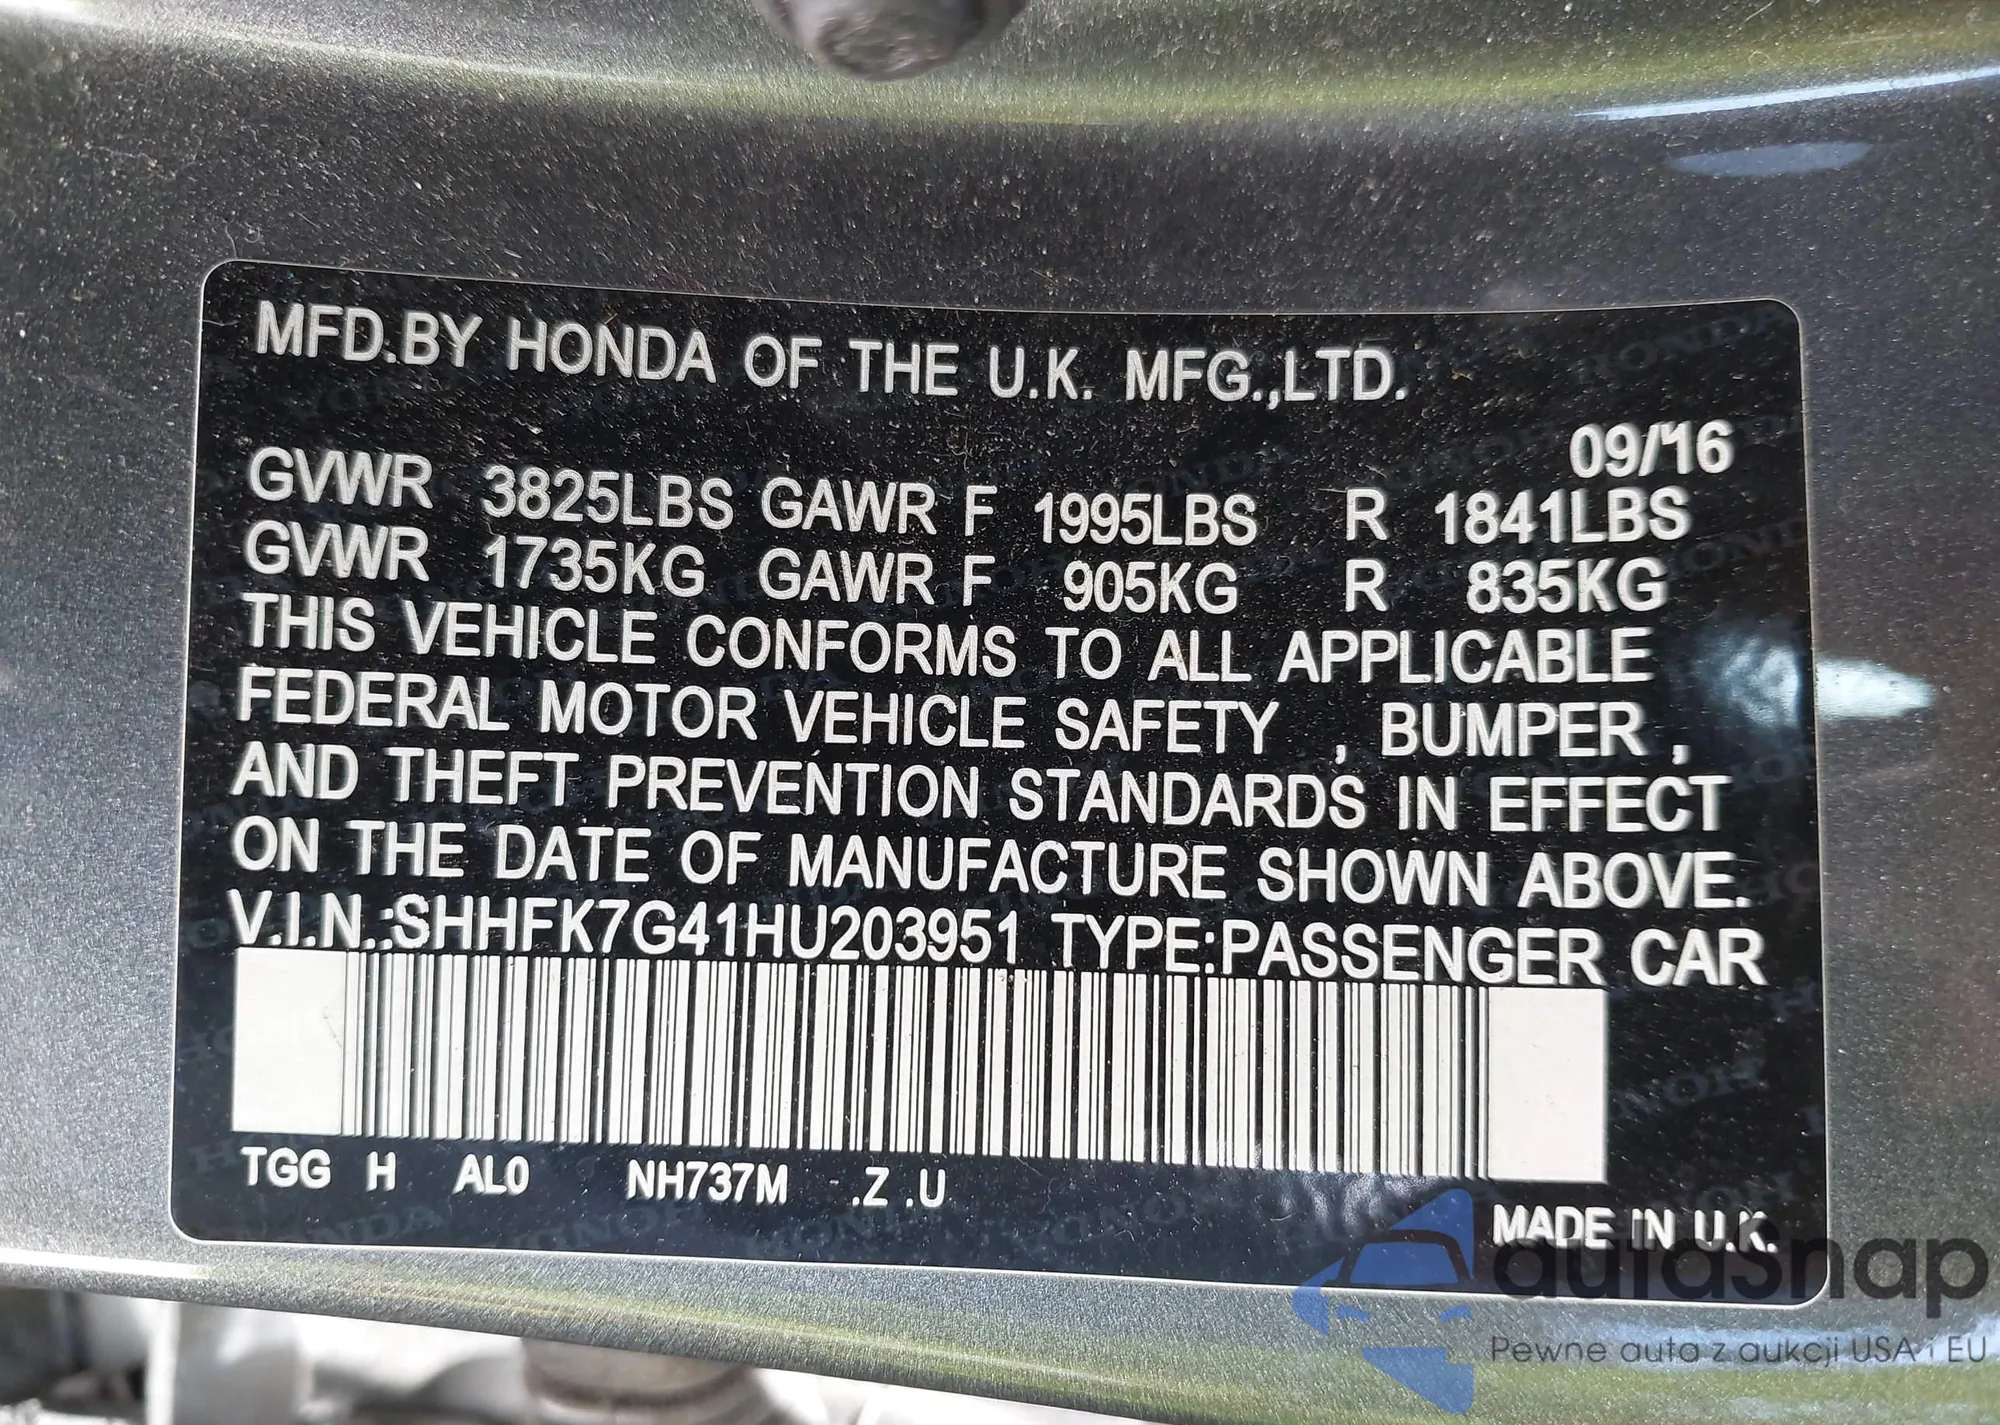 MFD.BY HONDA OF THE U.K. MFG.,LTD.
09/'16
GVWR 3825LBS GAWR F 1995LBS R 1841LBS
GVWR 1735KG GAWR F 905KG R 835KG
THIS VEHICLE CONFORMS TO ALL APPLICABLE
FEDERAL MOTOR VEHICLE SAFETY , BUMPER ,
AND THEFT PREVENTION STANDARDS IN EFFECT
ON THE DATE OF MANUFACTURE SHOWN ABOVE.
V.I.N.:SHHFK7G41HU203951 TYPE:PASSENGER CAR
TGG H AL0 NH737M -.Z .U
MADE IN U.K.
autosnap
Pewne auta z aukcji USA i EU